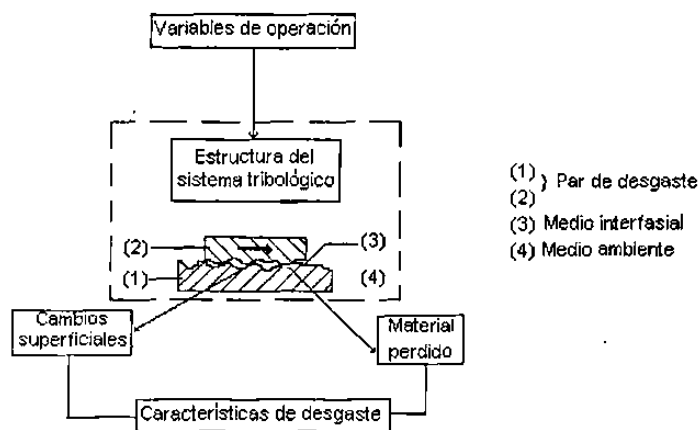 Variables de operación
Estructura del
sistema tribológico
(1)
} Par de desgaste
(2)
(3) Medio interfasial
(4) Medio ambiente
(2)
(3)
(1)
(4)
Cambios
superficiales
Material
perdido
Características de desgaste